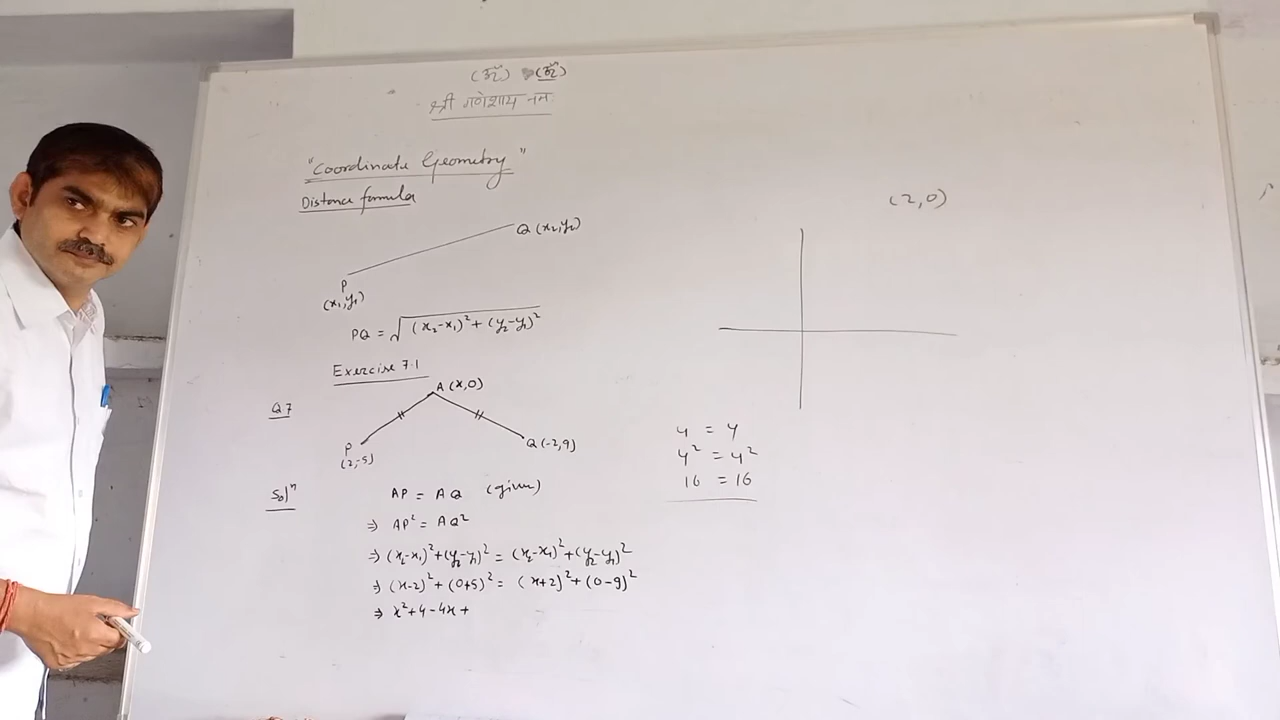 (ॐ) (ॐ)
श्री गणेशाय नमः
"Coordinate Geometry"
Distance formula
Q (x₂,y₂)
P
(x₁,y₁)
PQ = √(x₂-x₁)²+(y₂-y₁)²
Exercise 7.1
Q7
A (x,0)
P
(2,-5)
Q (-2,9)
Solⁿ
AP = AQ (given)
⇒ AP² = AQ²
⇒ (x₂-x₁)²+(y₂-y₁)² = (x₂-x₁)²+(y₂-y₁)²
⇒ (x-2)²+(0+5)² = (x+2)²+(0-9)²
⇒ x²+4-4x+
(2,0)
4 = 4
4² = 4²
16 = 16